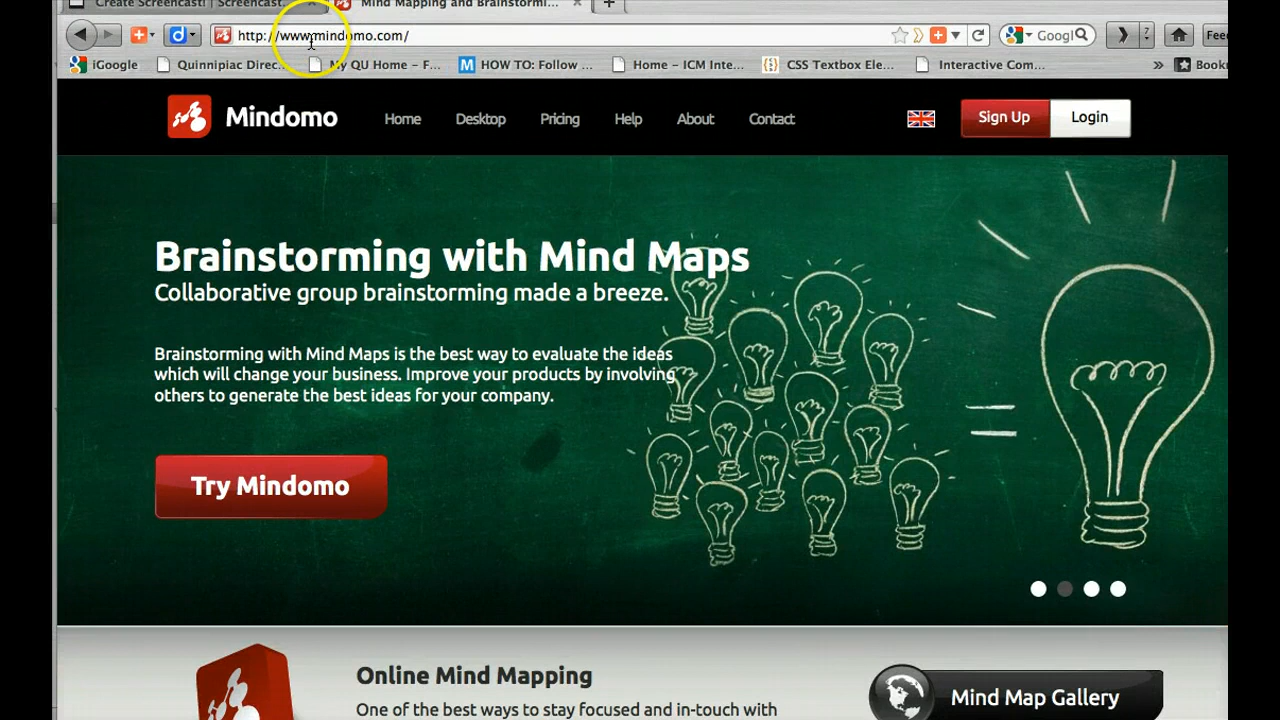 Create Screencast! | Screencast...
Mind Mapping and Brainstormi...
http://www.mindomo.com/
Googl
Feed
iGoogle
Quinnipiac Direc...
My QU Home – F...
HOW TO: Follow ...
Home – ICM Inte...
CSS Textbox Ele...
Interactive Com...
Book
Mindomo
Home
Desktop
Pricing
Help
About
Contact
Sign Up
Login
Brainstorming with Mind Maps
Collaborative group brainstorming made a breeze.
Brainstorming with Mind Maps is the best way to evaluate the ideas
which will change your business. Improve your products by involving
others to generate the best ideas for your company.
Try Mindomo
Online Mind Mapping
Mind Map Gallery
One of the best ways to stay focused and in-touch with